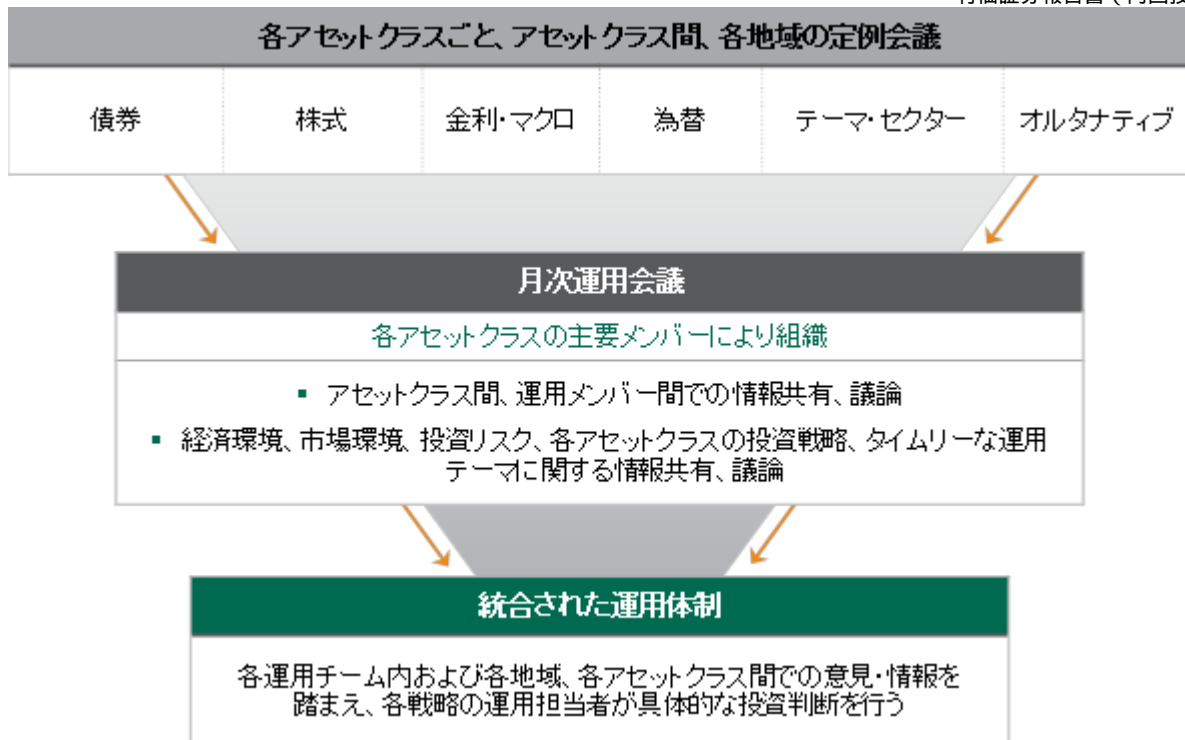 各アセットクラスごと、アセットクラス間、各地域の定例会議
債券 株式 金利・マクロ 為替 テーマ・セクター オルタナティブ
月次運用会議
各アセットクラスの主要メンバーにより組織
▪ アセットクラス間、運用メンバー間での情報共有、議論
▪ 経済環境、市場環境、投資リスク、各アセットクラスの投資戦略、タイムリーな運用
テーマに関する情報共有、議論
統合された運用体制
各運用チーム内および各地域、各アセットクラス間での意見・情報を
踏まえ、各戦略の運用担当者が具体的な投資判断を行う